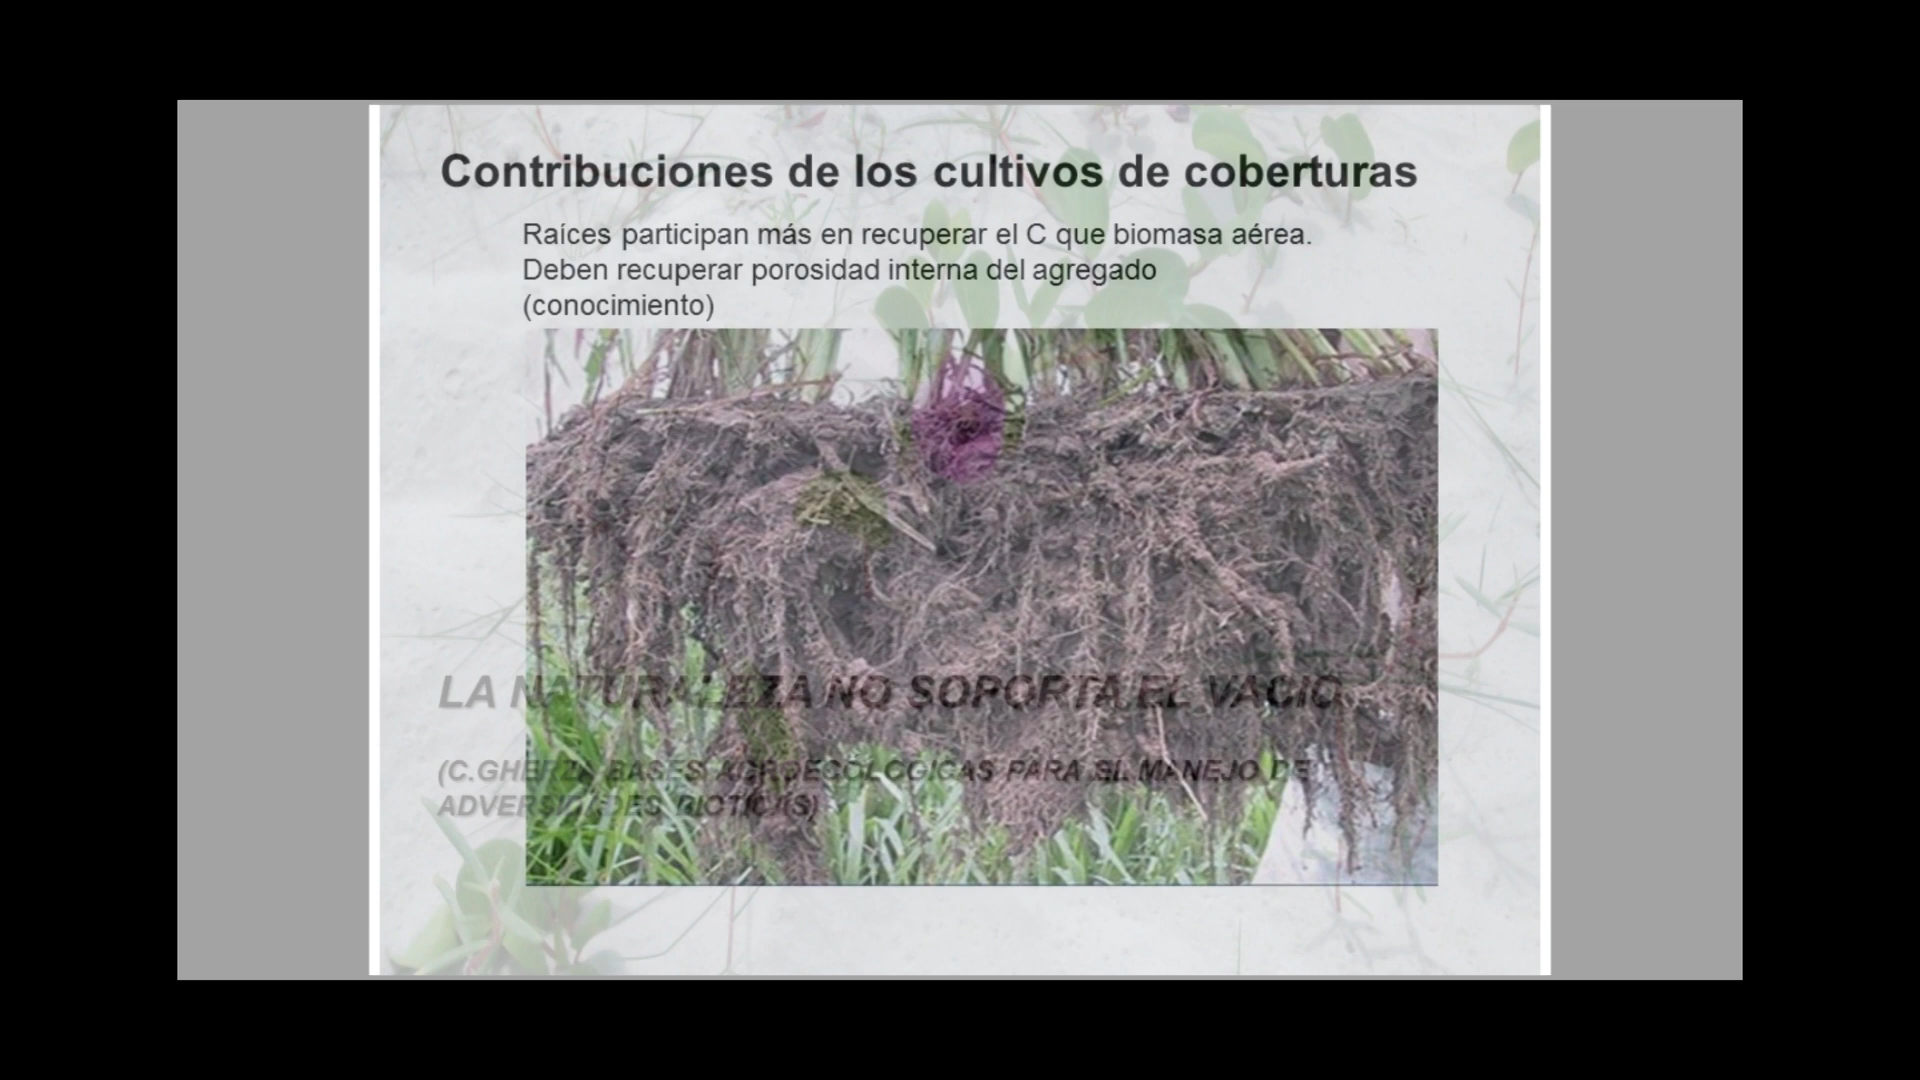 Contribuciones de los cultivos de coberturas
Raíces participan más en recuperar el C que biomasa aérea.
Deben recuperar porosidad interna del agregado
(conocimiento)
LA NATURALEZA NO SOPORTA EL VACIO
(C.GHERZA BASES AGROECOLOGICAS PARA EL MANEJO DE
ADVERSIDADES BIOTICAS)